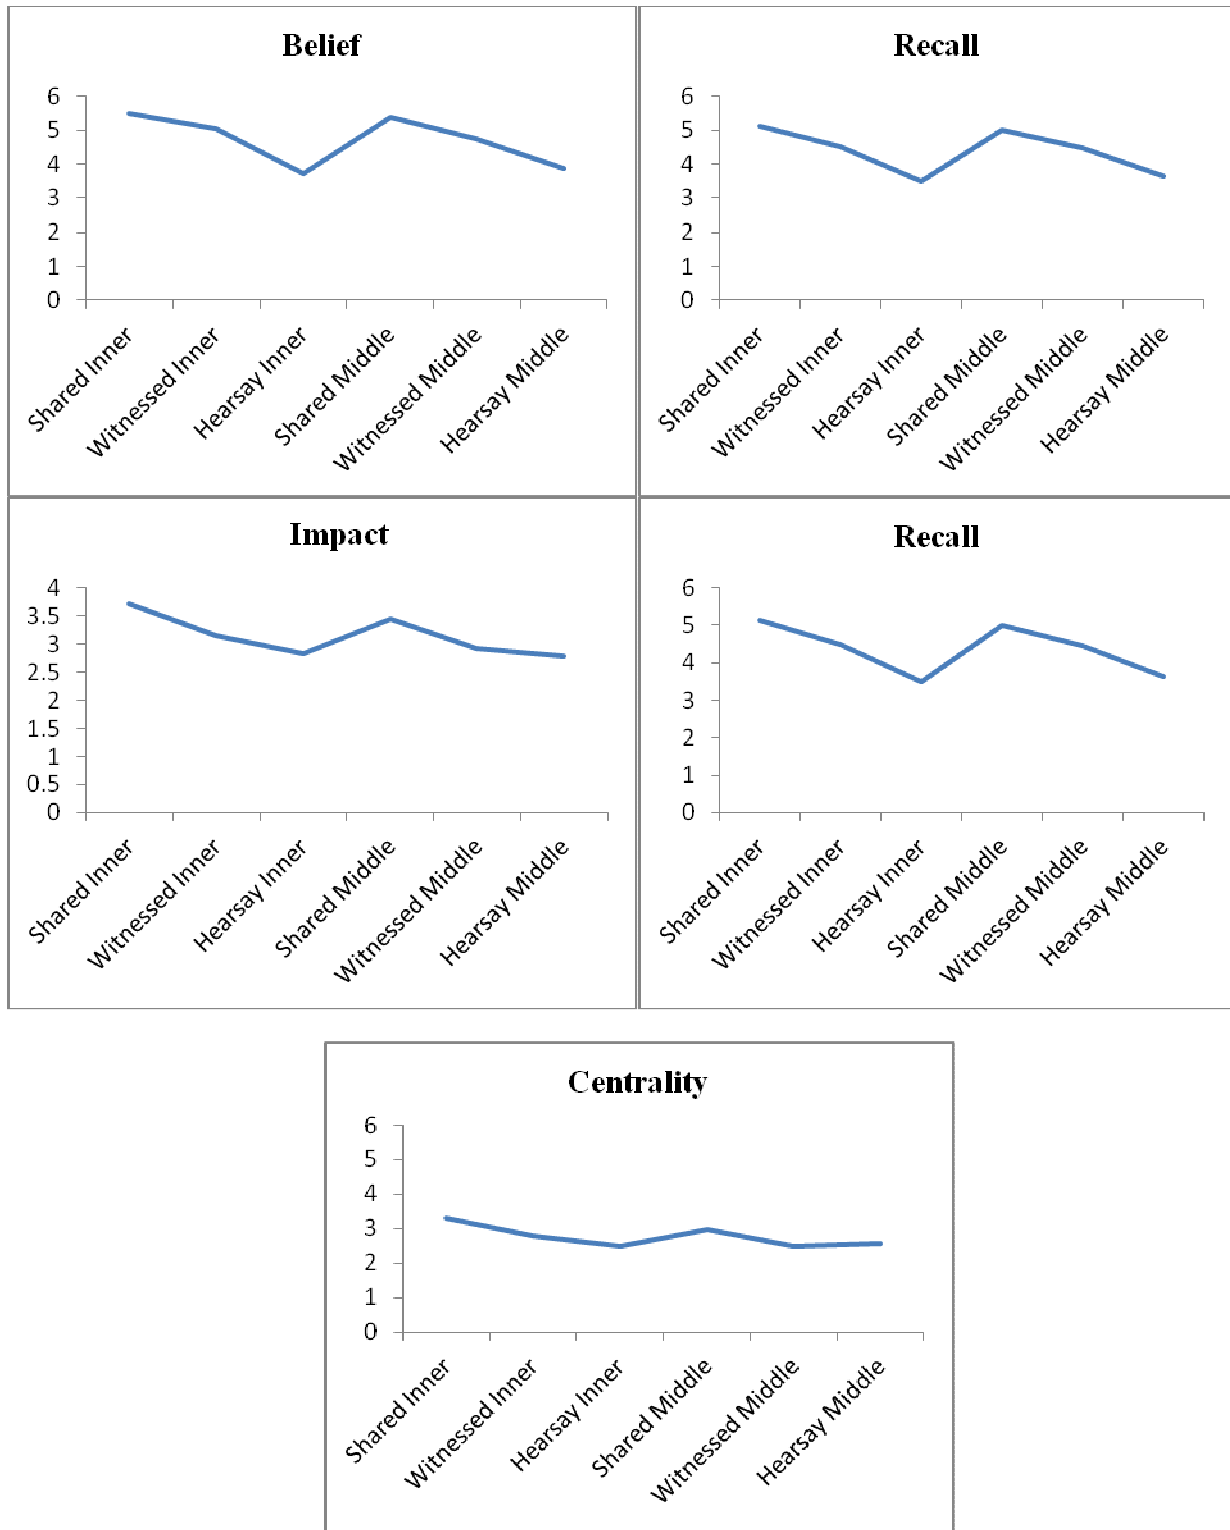 Belief
6
5
4
3
2
1
0
Shared Inner
Witnessed Inner
Hearsay Inner
Shared Middle
Witnessed Middle
Hearsay Middle
Recall
6
5
4
3
2
1
0
Shared Inner
Witnessed Inner
Hearsay Inner
Shared Middle
Witnessed Middle
Hearsay Middle
Impact
4
3.5
3
2.5
2
1.5
1
0.5
0
Shared Inner
Witnessed Inner
Hearsay Inner
Shared Middle
Witnessed Middle
Hearsay Middle
Recall
6
5
4
3
2
1
0
Shared Inner
Witnessed Inner
Hearsay Inner
Shared Middle
Witnessed Middle
Hearsay Middle
Centrality
6
5
4
3
2
1
0
Shared Inner
Witnessed Inner
Hearsay Inner
Shared Middle
Witnessed Middle
Hearsay Middle